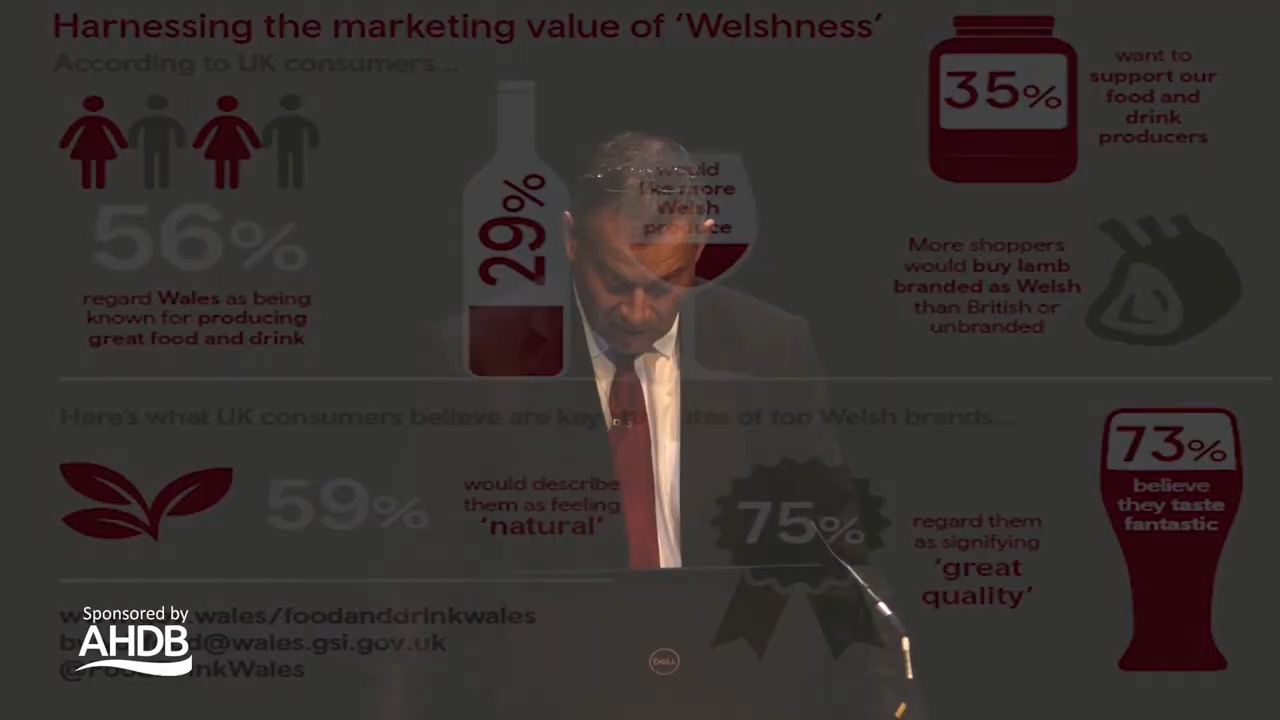 Harnessing the marketing value of ‘Welshness’
According to UK consumers...
56%
regard Wales as being
known for producing
great food and drink
29%
would
like more
Welsh
produce
35%
want to
support our
food and
drink
producers
More shoppers
would buy lamb
branded as Welsh
than British or
unbranded
Here's what UK consumers believe are key of top Welsh brands...
59%
would describe
them as feeling
‘natural’
75%
regard them
as signifying
‘great
quality’
73%
believe
they taste
fantastic
wales/foodanddrinkwales
@wales.gsi.gov.uk
Sponsored by
AHDB
DELL